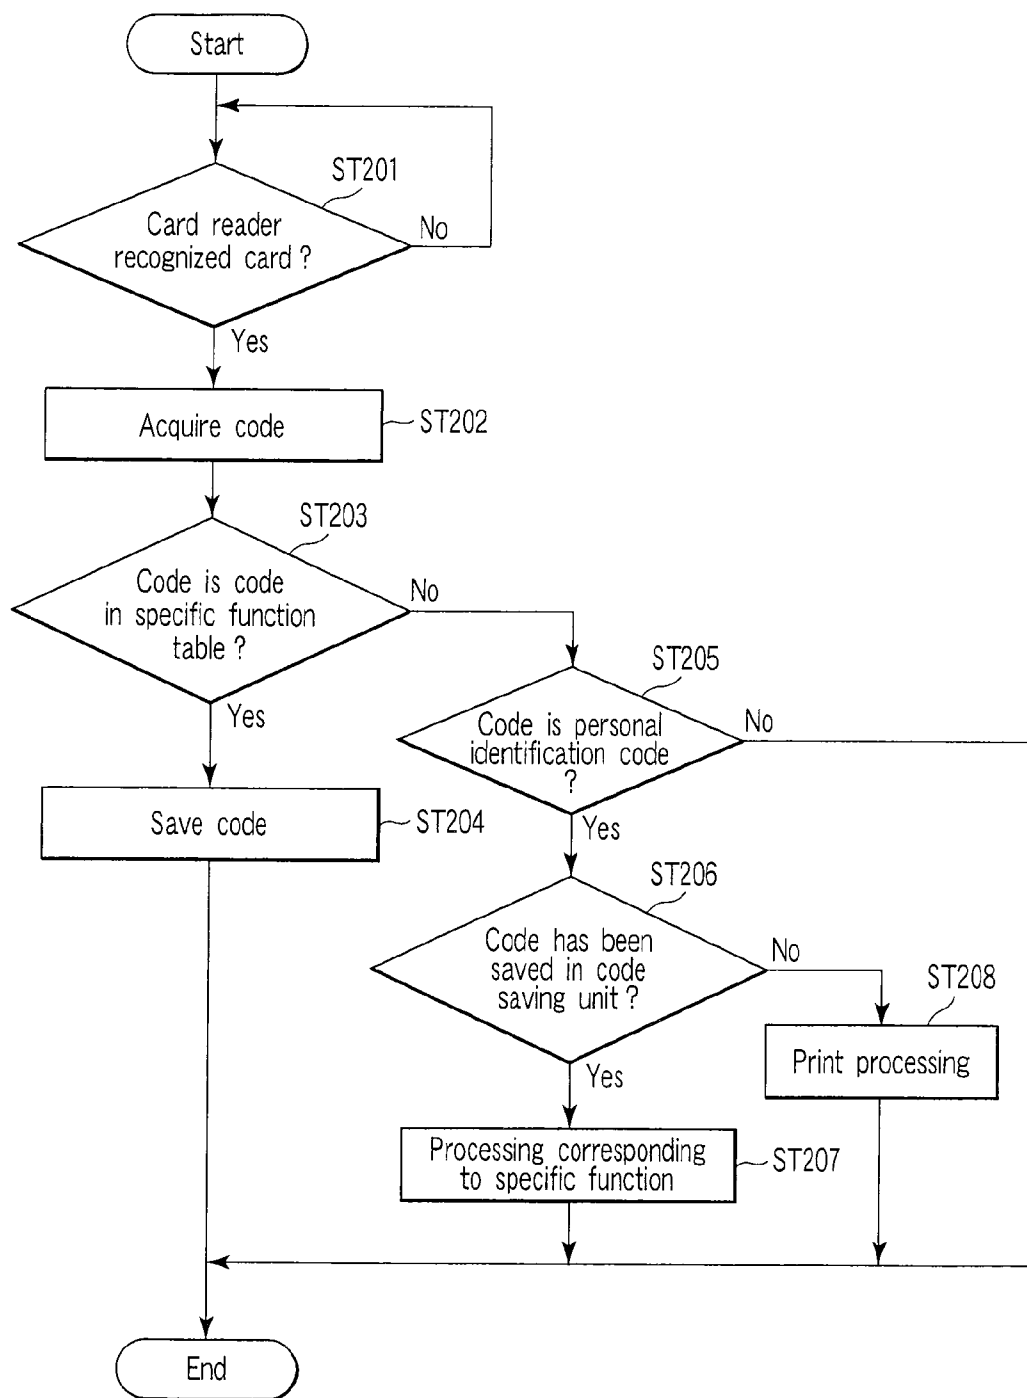 Start
ST201
Card reader
recognized card ?
No
Yes
Acquire code
ST202
ST203
Code is code
in specific function
table ?
No
Yes
ST205
Code is personal
identification code
?
No
Yes
Save code
ST204
ST206
Code has been
saved in code
saving unit ?
No
Yes
ST208
Print processing
Processing corresponding
to specific function
ST207
End